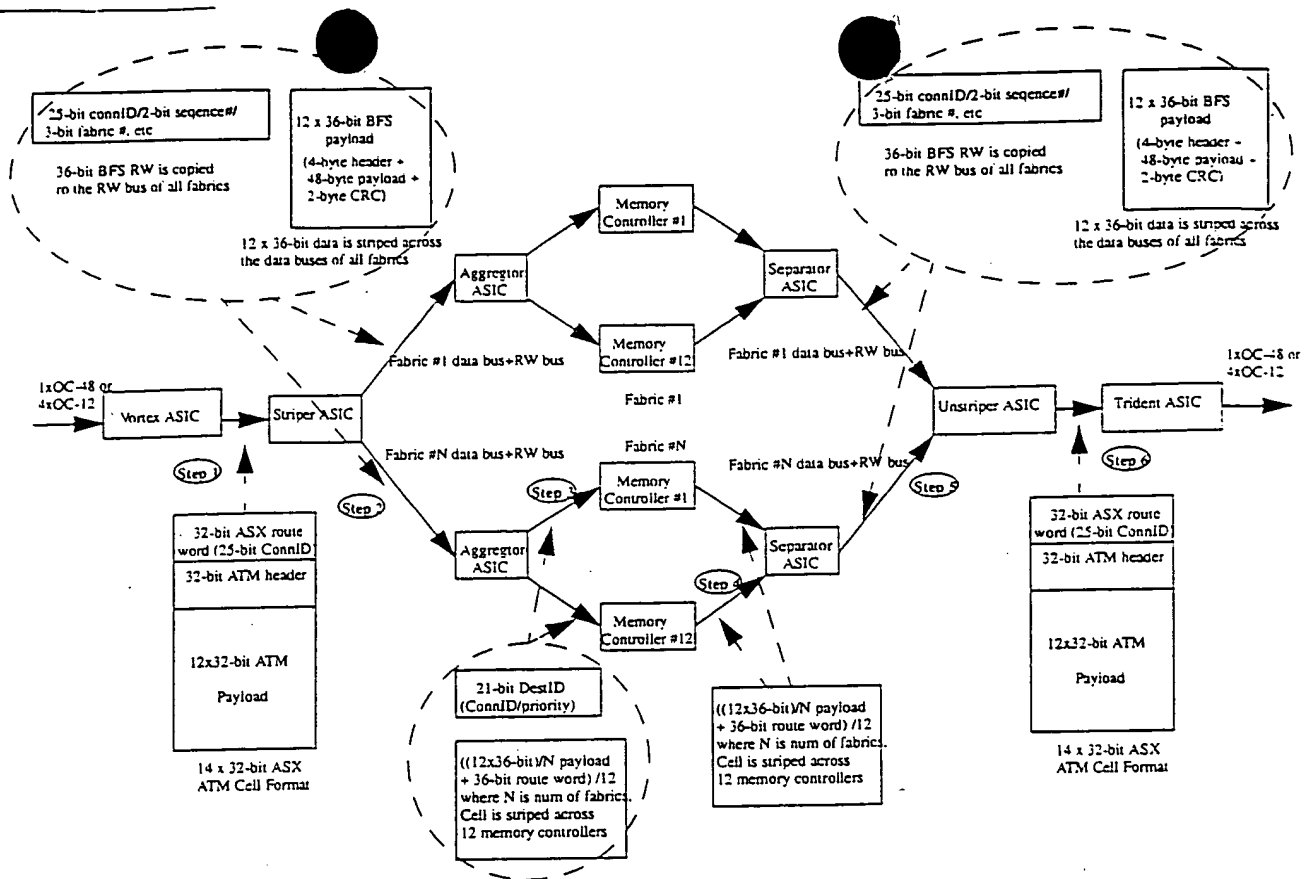 25-bit connID/2-bit seqence#/
3-bit fabric #, etc
36-bit BFS RW is copied
to the RW bus of all fabrics
12 x 36-bit BFS
payload
(4-byte header +
48-byte payload +
2-byte CRC)
12 x 36-bit data is striped across
the data buses of all fabrics
25-bit connID/2-bit seqence#/
3-bit fabric #, etc
36-bit BFS RW is copied
to the RW bus of all fabrics
12 x 36-bit BFS
payload
(4-byte header +
48-byte payload +
2-byte CRC)
12 x 36-bit data is striped across
the data buses of all fabrics
Memory
Controller #1
Aggregtor
ASIC
Separator
ASIC
Memory
Controller #12
Fabric #1 data bus+RW bus
Fabric #1 data bus+RW bus
Fabric #1
1xOC-48 or
4xOC-12
Vortex ASIC
Striper ASIC
Unstriper ASIC
Trident ASIC
1xOC-48 or
4xOC-12
Fabric #N data bus+RW bus
Fabric #N
Fabric #N data bus+RW bus
Step 1
Step 2
Step 3
Memory
Controller #1
Step 5
Step 6
Aggregtor
ASIC
Separator
ASIC
Step 4
Memory
Controller #12
32-bit ASX route
word (25-bit ConnID)
32-bit ATM header
12x32-bit ATM
Payload
14 x 32-bit ASX
ATM Cell Format
21-bit DestID
(ConnID/priority)
((12x36-bit)/N payload
+ 36-bit route word) /12
where N is num of fabrics.
Cell is striped across
12 memory controllers
((12x36-bit)/N payload
+ 36-bit route word) /12
where N is num of fabrics.
Cell is striped across
12 memory controllers
32-bit ASX route
word (25-bit ConnID)
32-bit ATM header
12x32-bit ATM
Payload
14 x 32-bit ASX
ATM Cell Format